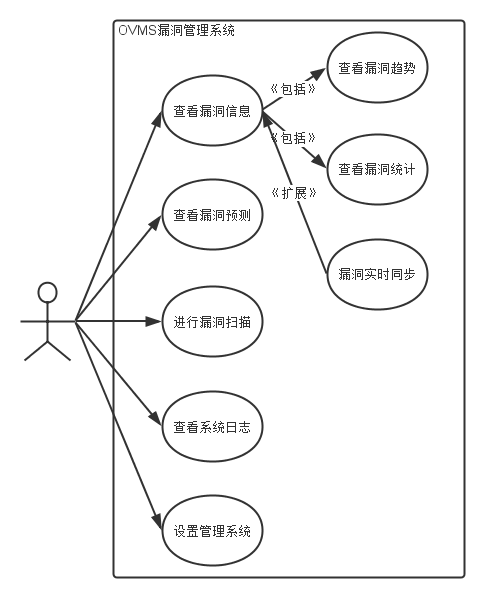 OVMS漏洞管理系统
查看漏洞趋势
《包括》
查看漏洞信息
《包括》
查看漏洞统计
《扩展》
查看漏洞预测
漏洞实时同步
进行漏洞扫描
查看系统日志
设置管理系统